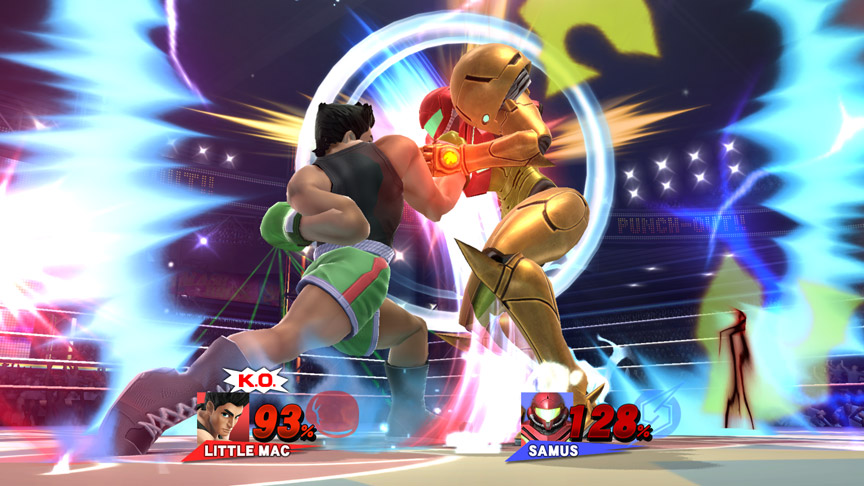 PUNCH-OUT!!
K.O.
93%
LITTLE MAC
128%
SAMUS